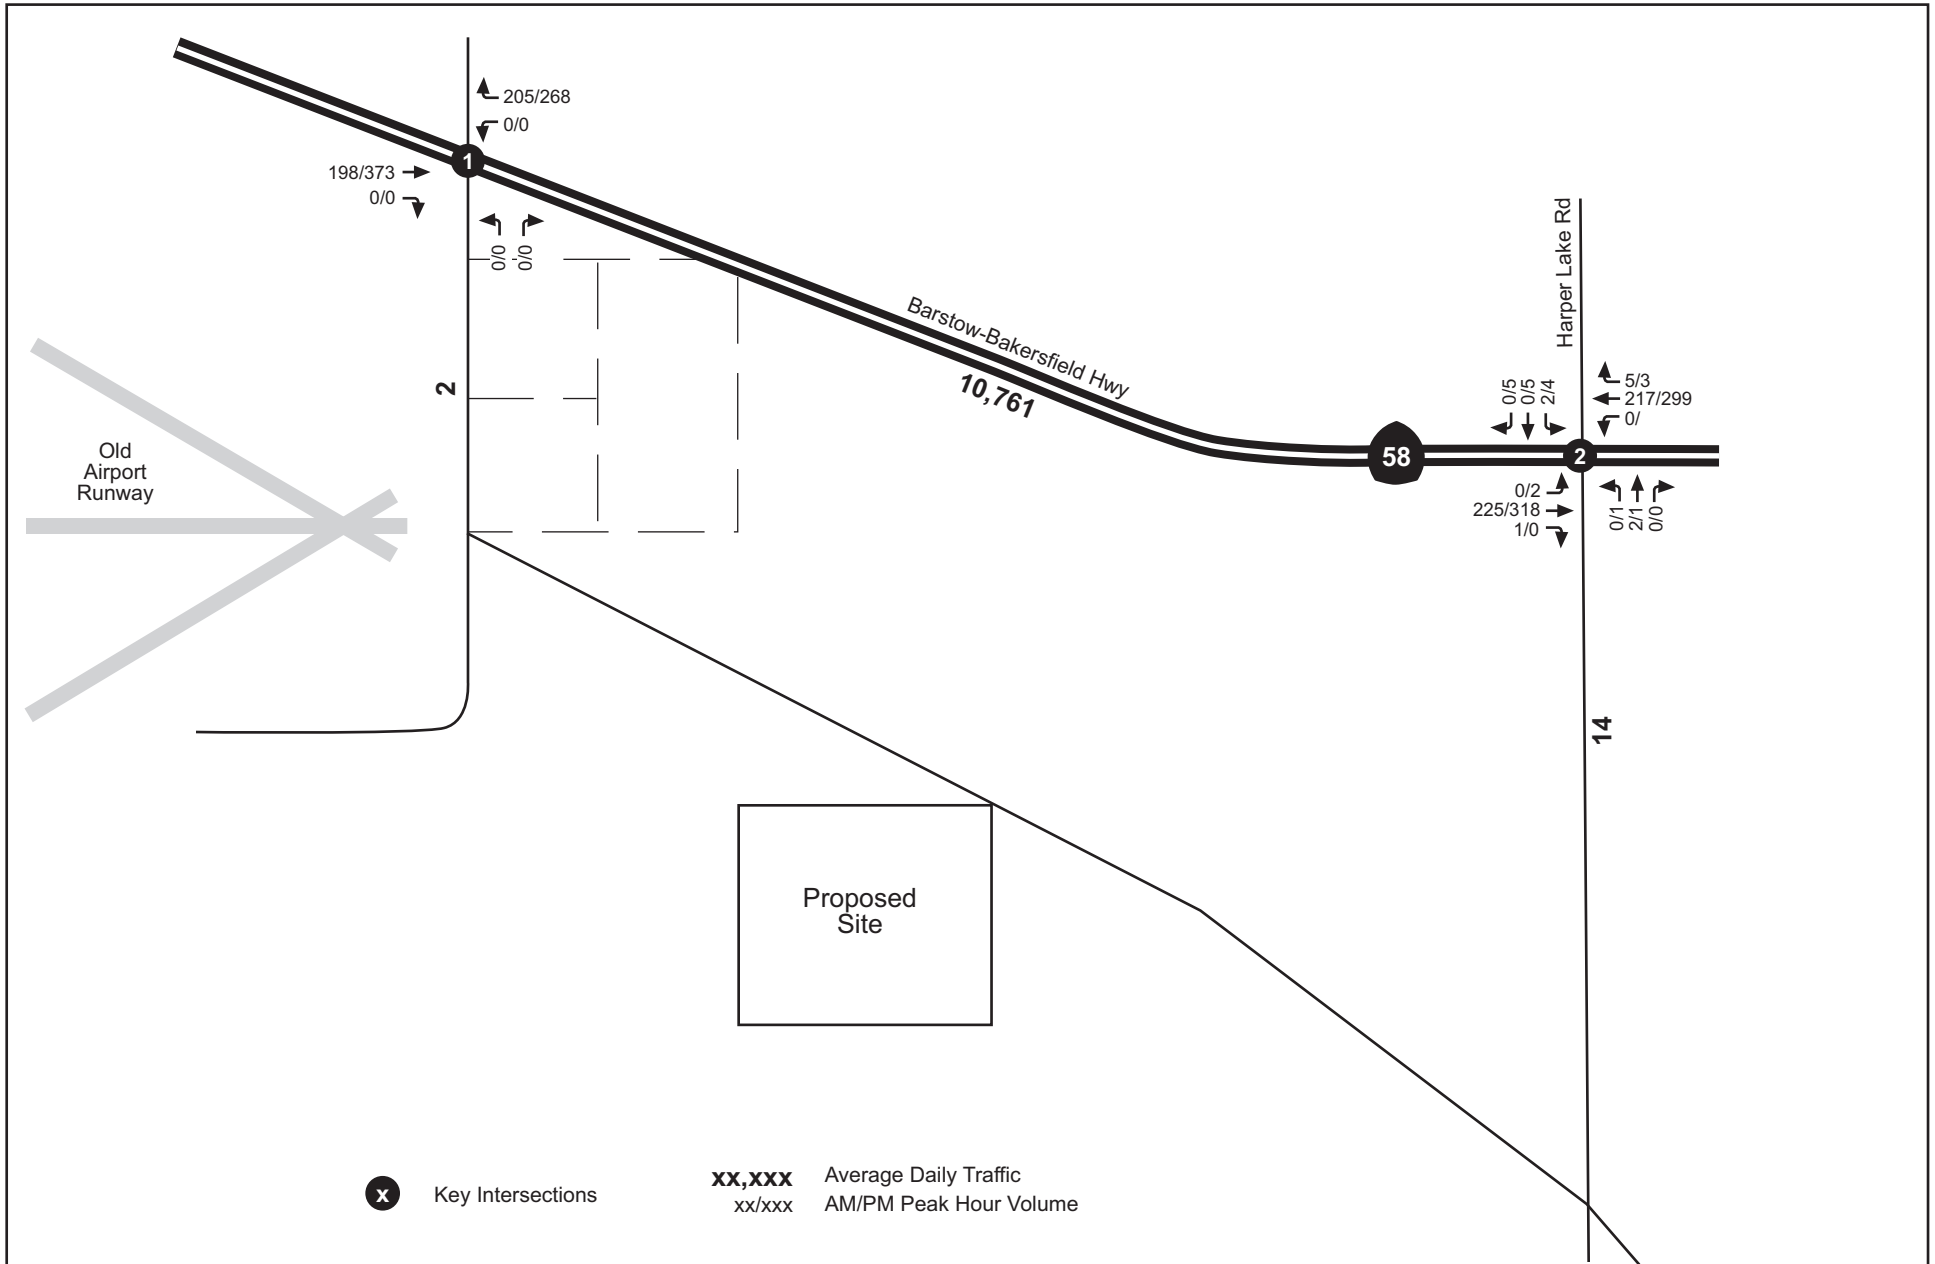 205/268
0/0
1
198/373
0/0
0/0
0/0
Harper Lake Rd
Barstow-Bakersfield Hwy
10,761
2
0/5
0/5
2/4
5/3
217/299
0/
Old
Airport
Runway
58
2
0/2
225/318
1/0
0/1
2/1
0/0
14
Proposed
Site
x
Key Intersections
xx,xxx
Average Daily Traffic
xx/xxx
AM/PM Peak Hour Volume